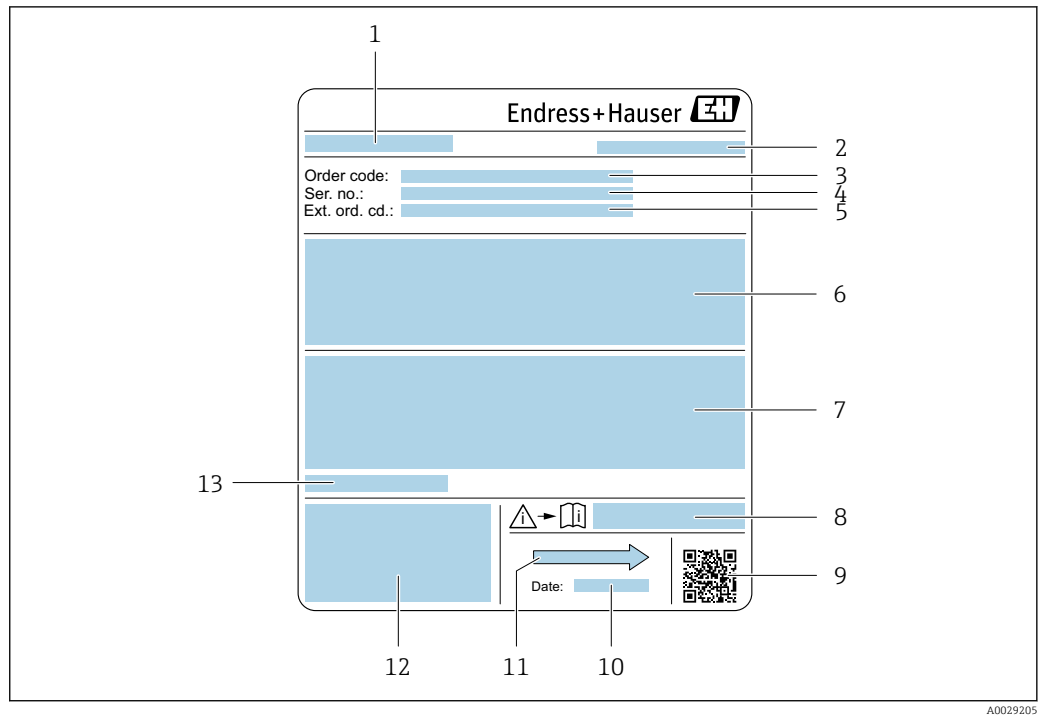 1
Endress+Hauser EH
2
Order code:
3
Ser. no.:
4
Ext. ord. cd.:
5
6
7
13
i i
8
9
11
Date:
12
10
A0029205